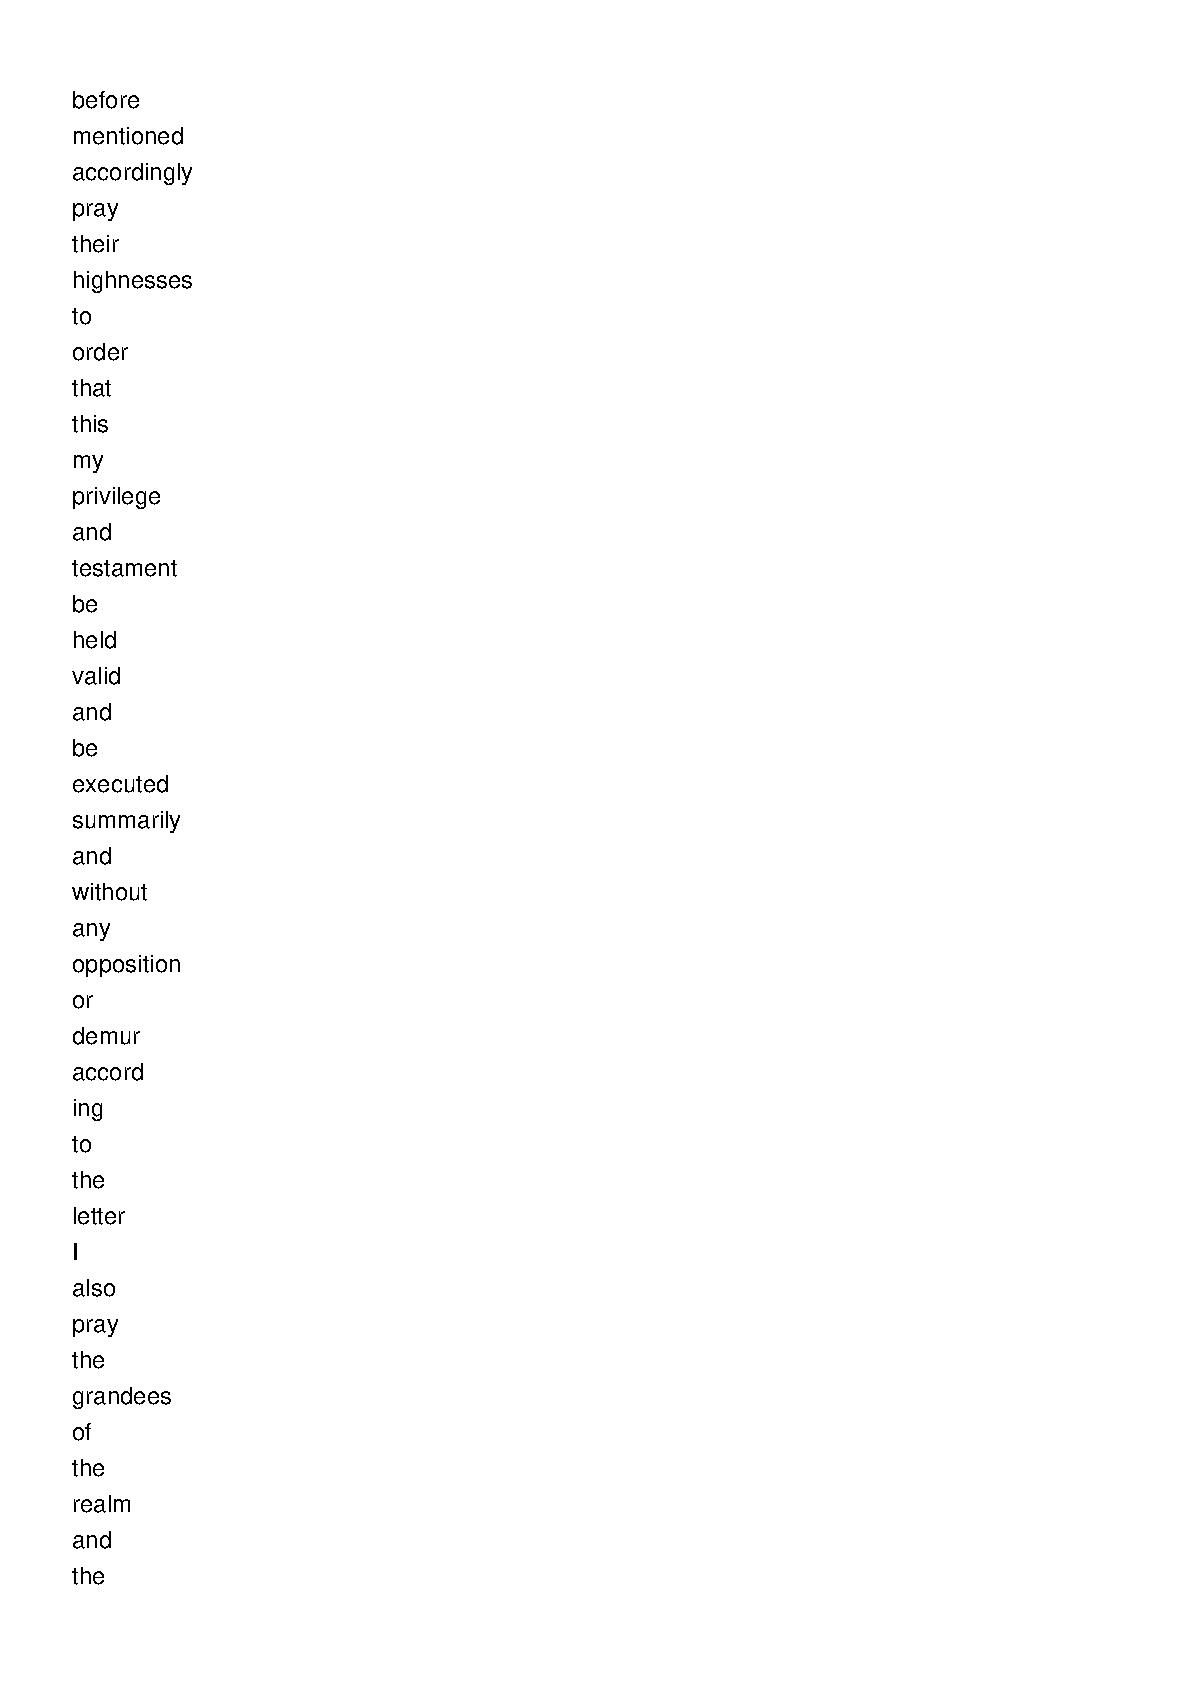 before
mentioned
accordingly
pray
their
highnesses
to
order
that
this
my
privilege
and
testament
be
held
valid
and
be
executed
summarily
and
without
any
opposition
or
demur
accord
ing
to
the
letter
I
also
pray
the
grandees
of
the
realm
and
the